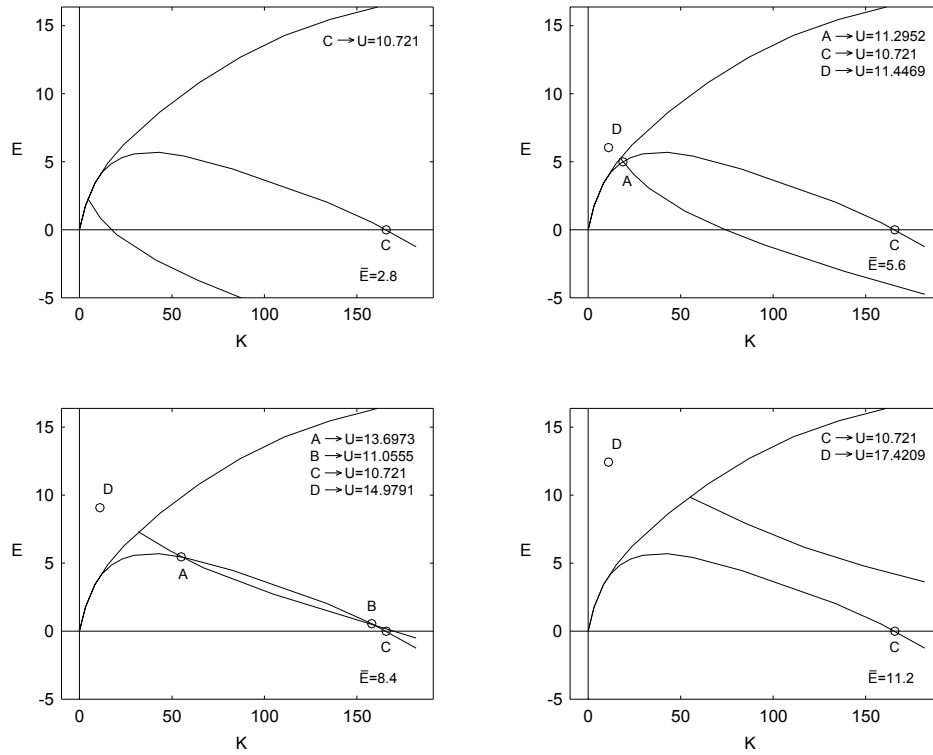 15
10
5
0
-5
E
0
50
100
150
K
C → U=10.721
C
Ē=2.8
15
10
5
0
-5
E
0
50
100
150
K
A → U=11.2952
C → U=10.721
D → U=11.4469
D
A
C
Ē=5.6
15
10
5
0
-5
E
0
50
100
150
K
A → U=13.6973
B → U=11.0555
C → U=10.721
D → U=14.9791
D
A
B
C
Ē=8.4
15
10
5
0
-5
E
0
50
100
150
K
C → U=10.721
D → U=17.4209
D
C
Ē=11.2